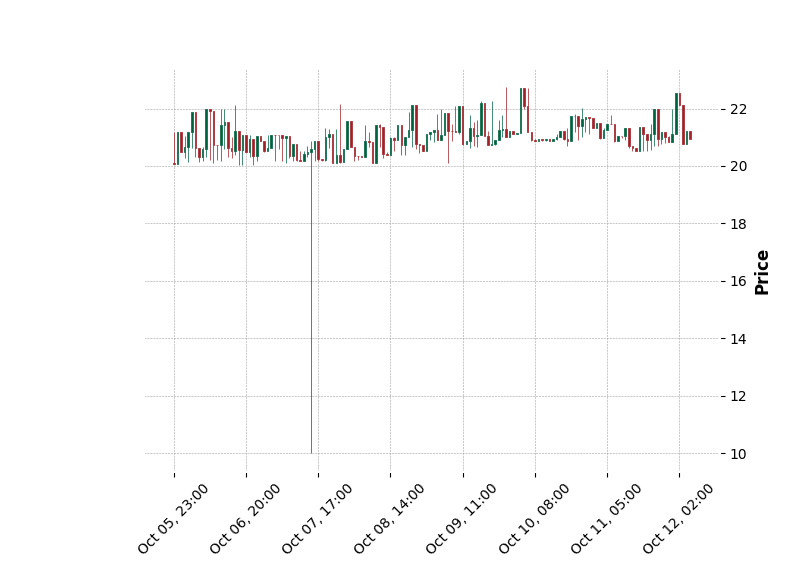 22
20
18
16
14
12
10
Price
Oct 05, 23:00
Oct 06, 20:00
Oct 07, 17:00
Oct 08, 14:00
Oct 09, 11:00
Oct 10, 08:00
Oct 11, 05:00
Oct 12, 02:00